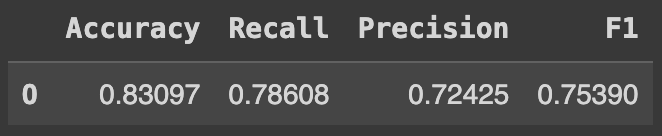 Accuracy Recall Precision F1
0 0.83097 0.78608 0.72425 0.75390